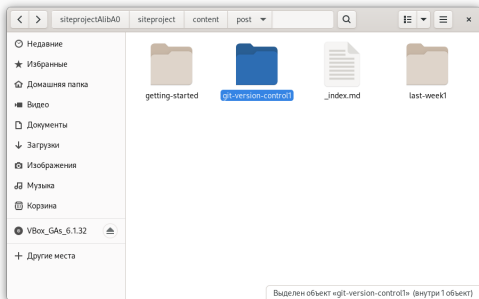 siteprojectAlibA0 siteproject content post
Недавние
Избранные
Домашняя папка
Видео
Документы
Загрузки
Изображения
Музыка
Корзина
VBox_GAs_6.1.32
Другие места
getting-started git-version-control1 _index.md last-week1
Выделен объект «git-version-control1» (внутри 1 объект)